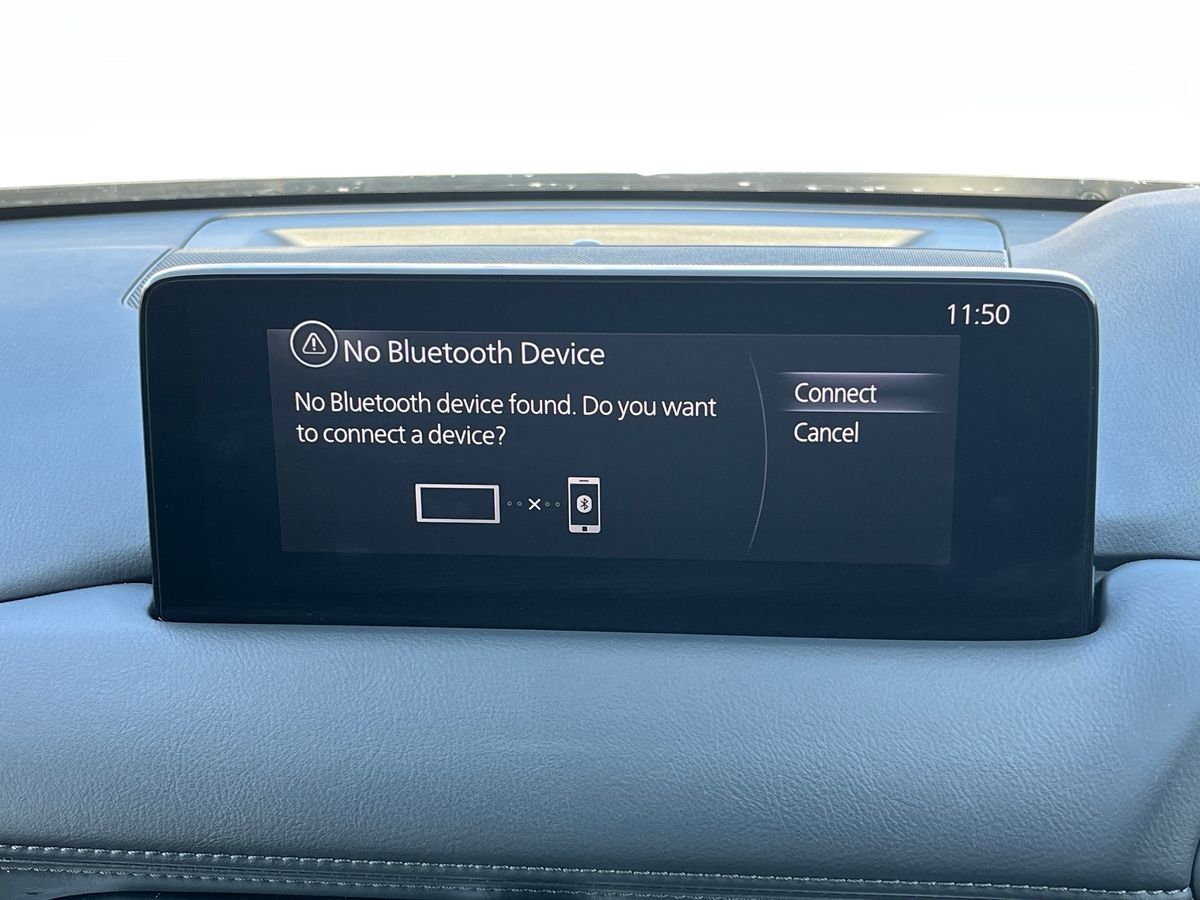 11:50
No Bluetooth Device
No Bluetooth device found. Do you want
to connect a device?
Connect
Cancel